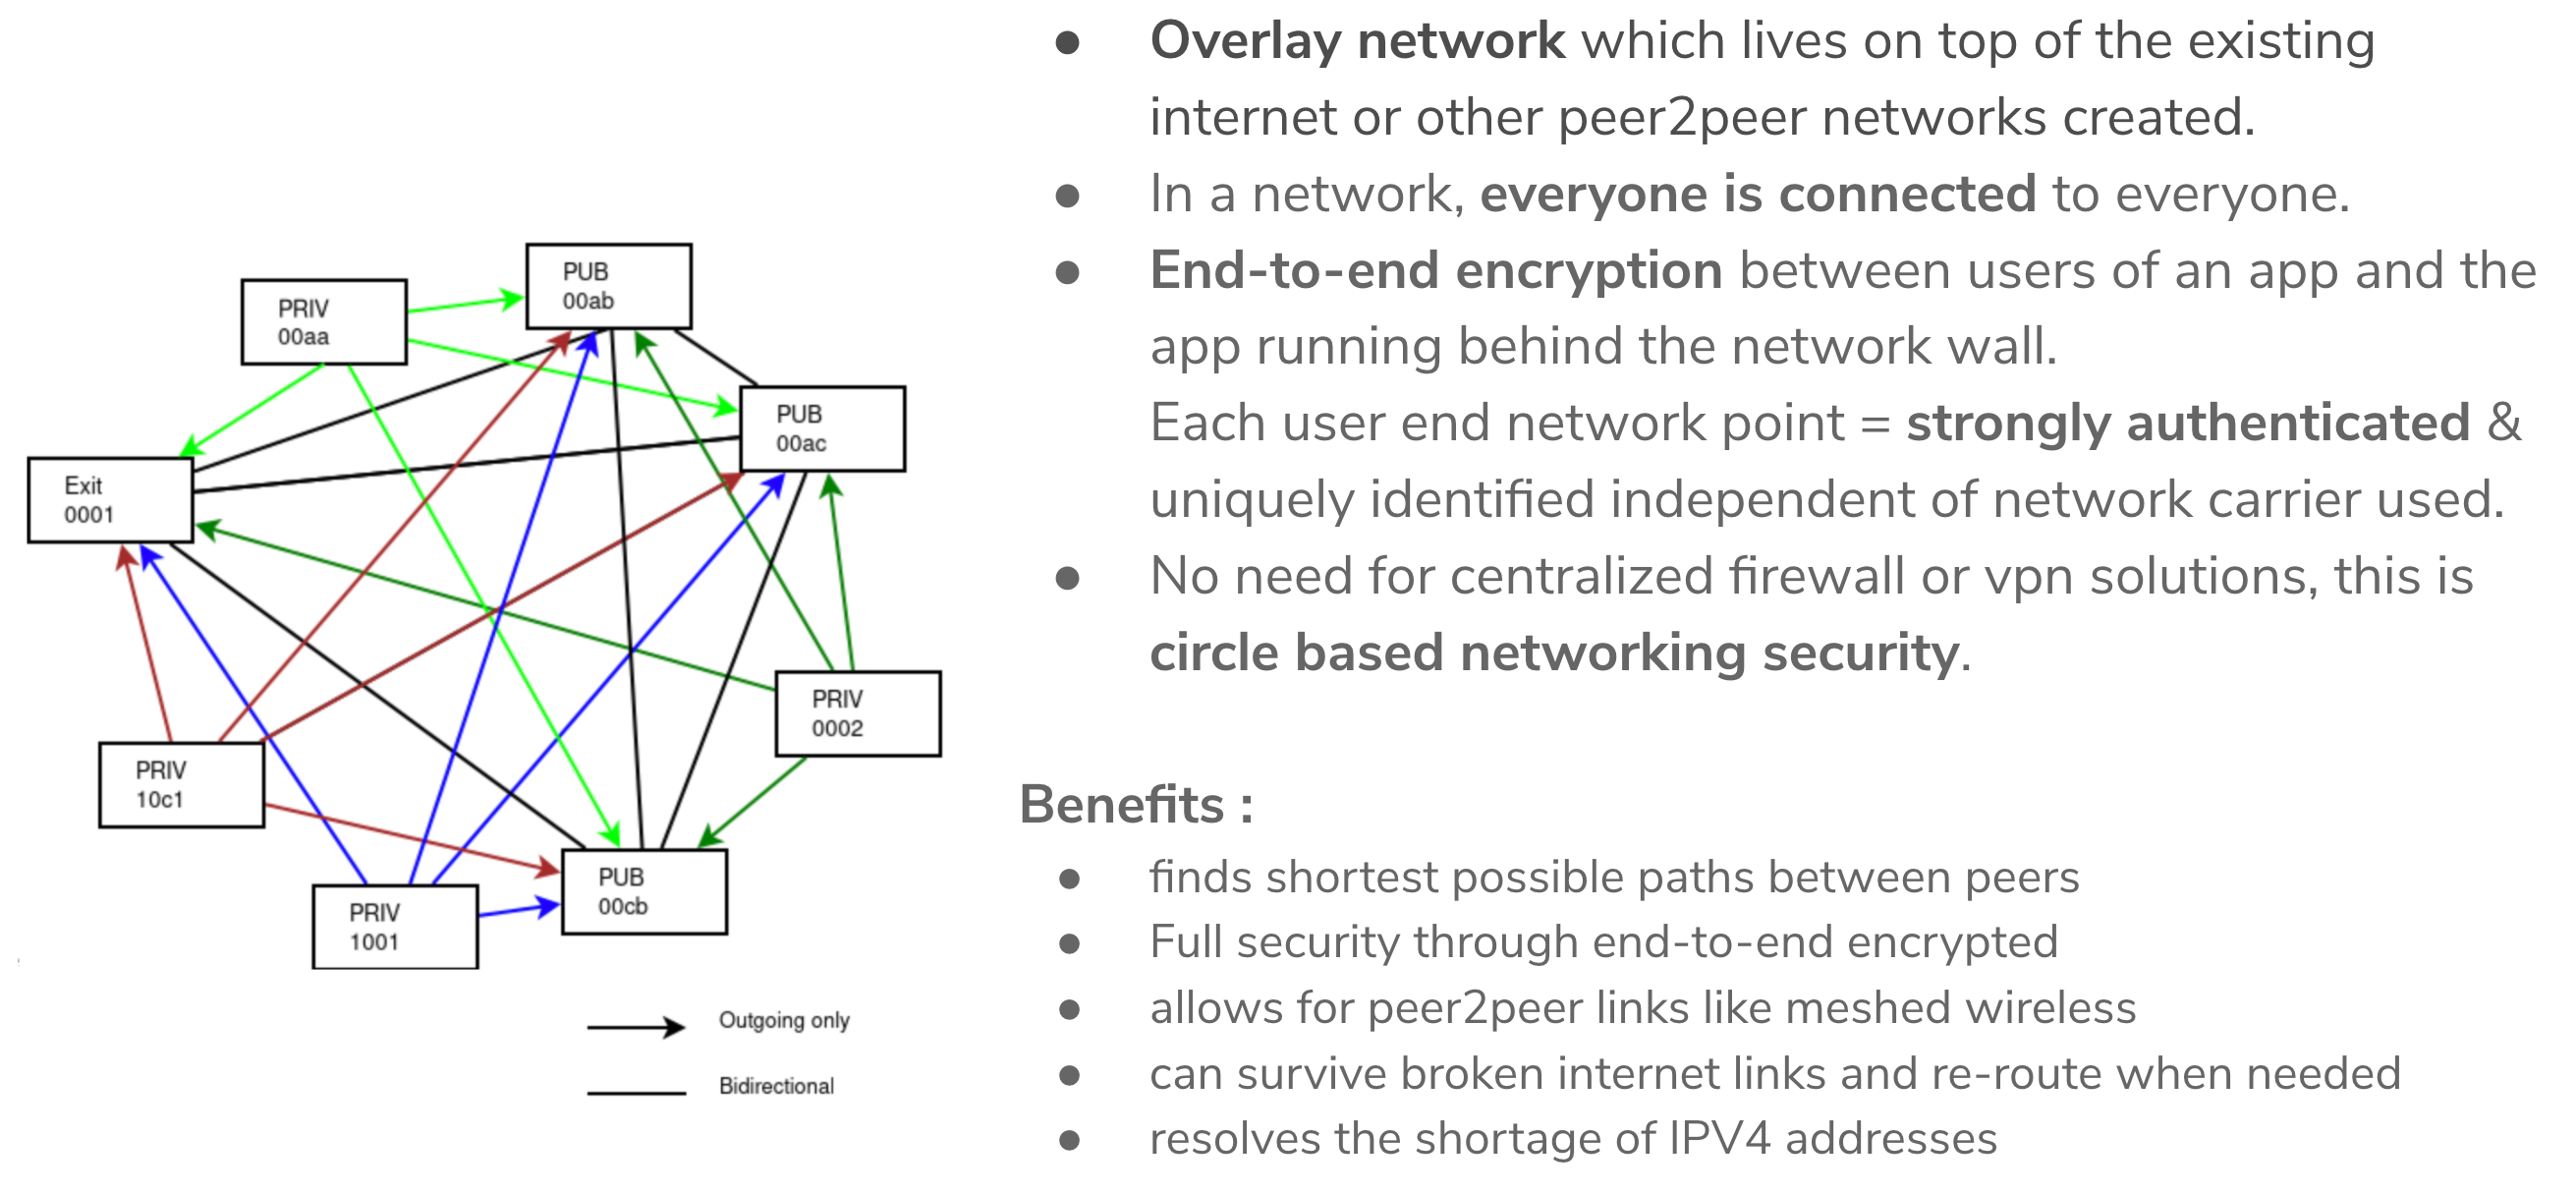 PUB
00ab
PRIV
00aa
PUB
00ac
Exit
0001
PRIV
0002
PRIV
10c1
PUB
00cb
PRIV
1001
Outgoing only
Bidirectional
● Overlay network which lives on top of the existing
internet or other peer2peer networks created.
● In a network, everyone is connected to everyone.
● End-to-end encryption between users of an app and the
app running behind the network wall.
Each user end network point = strongly authenticated &
uniquely identified independent of network carrier used.
● No need for centralized firewall or vpn solutions, this is
circle based networking security.
Benefits :
● finds shortest possible paths between peers
● Full security through end-to-end encrypted
● allows for peer2peer links like meshed wireless
● can survive broken internet links and re-route when needed
● resolves the shortage of IPV4 addresses